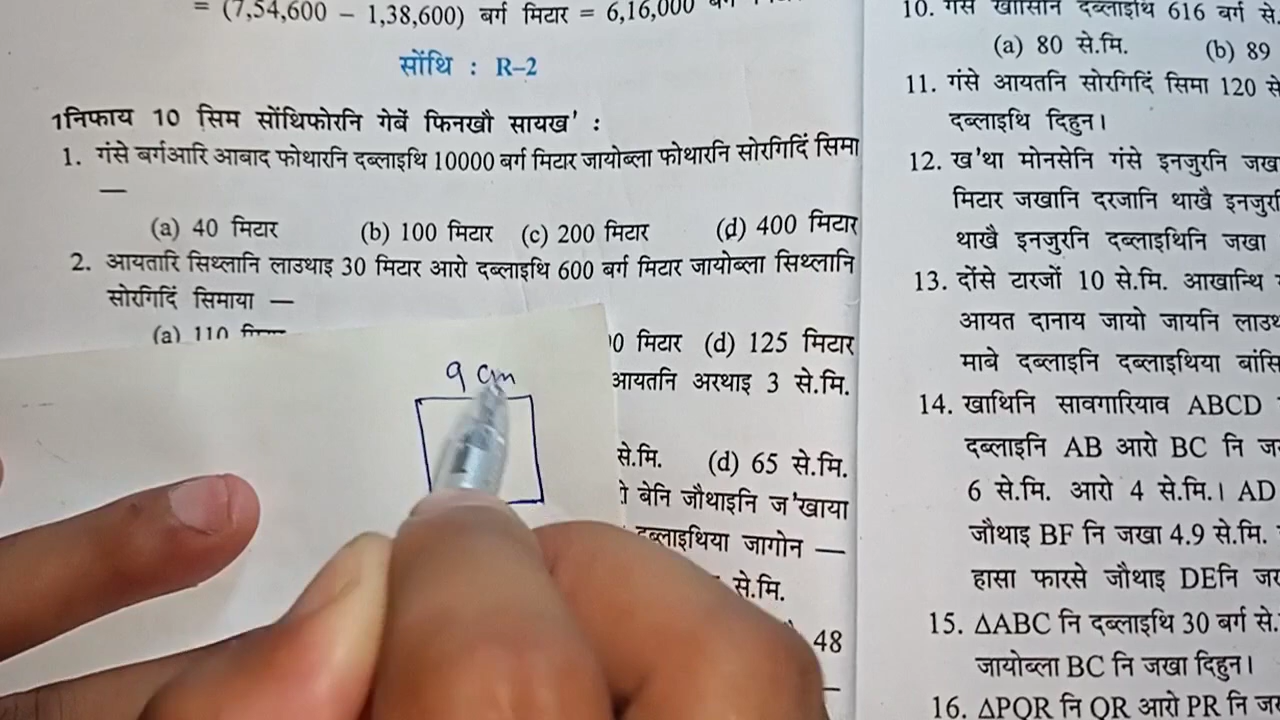 = (7,54,600 – 1,38,600) वर्ग मिटार = 6,16,000
सोंथि : R–2
1निफ्राय 10 सिम सोंथिफोरनि गेबें फिनखौ सायख' :
1. गंसे बर्गआरि आबाद फोथारनि दब्लाइथि 10000 बर्ग मिटार जायोब्ला फोथारनि सोरगिदिं सिमा
—
(a) 40 मिटार (b) 100 मिटार (c) 200 मिटार (d) 400 मिटार
2. आयतारि सिथ्लानि लाउथाइ 30 मिटार आरो दब्लाइथि 600 बर्ग मिटार जायोब्ला सिथ्लानि
सोरगिदिं सिमाया —
(a) 110
0 मिटार (d) 125 मिटार
9 cm
आयतनि अरथाइ 3 से.मि.
से.मि. (d) 65 से.मि.
बेनि जौथाइनि ज'खाया
दब्लाइथिया जागोन —
से.मि.
48
10. गंसे दब्लाइथि 616 बर्ग से.
(a) 80 से.मि. (b) 89
11. गंसे आयतनि सोरगिदिं सिमा 120 से
दब्लाइथि दिहुन।
12. ख'था मोनसेनि गंसे इनजुरनि जखा
मिटार जखानि दरजानि थाखै इनजुरनि
थाखै इनजुरनि दब्लाइथिनि जखा
13. दोंसे टारजों 10 से.मि. आखान्थि
आयत दानाय जायो जायनि लाउथ
माबे दब्लाइनि दब्लाइथिया बांसि
14. खाथिनि सावगारियाव ABCD
दब्लाइनि AB आरो BC नि ज
6 से.मि. आरो 4 से.मि.। AD
जौथाइ BF नि जखा 4.9 से.मि.
हासा फारसे जौथाइ DEनि जख
15. ΔABC नि दब्लाइथि 30 बर्ग से.
जायोब्ला BC नि जखा दिहुन।
16. ΔPQR नि QR आरो PR नि ज